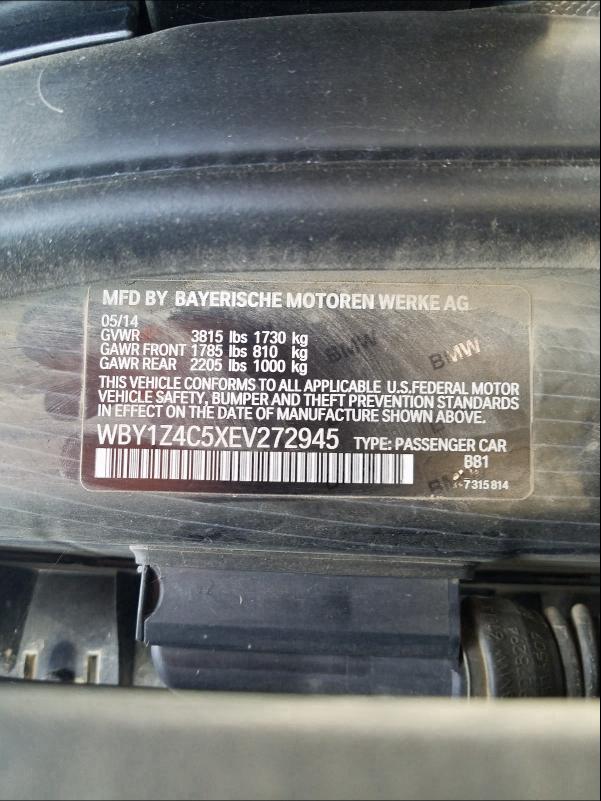 MFD BY BAYERISCHE MOTOREN WERKE AG
05/14
GVWR 3815 lbs 1730 kg
GAWR FRONT 1785 lbs 810 kg
GAWR REAR 2205 lbs 1000 kg
BMW BMW
THIS VEHICLE CONFORMS TO ALL APPLICABLE U.S.FEDERAL MOTOR
VEHICLE SAFETY, BUMPER AND THEFT PREVENTION STANDARDS
IN EFFECT ON THE DATE OF MANUFACTURE SHOWN ABOVE.
WBY1Z4C5XEV272945 TYPE: PASSENGER CAR
B81
7315814